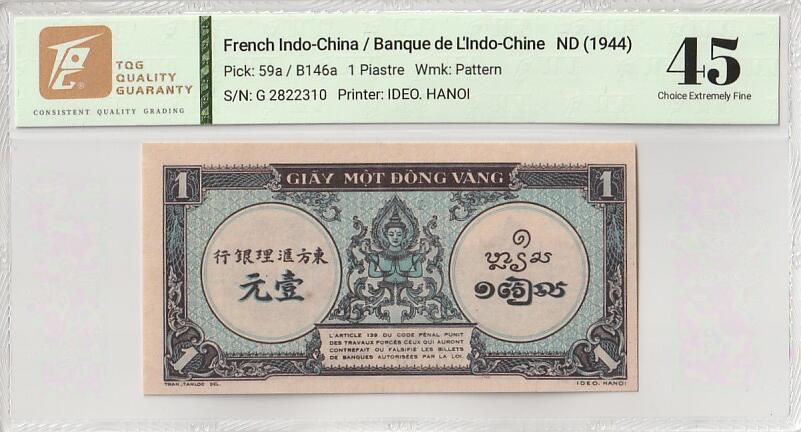 TQG
QUALITY
GUARANTY
CONSISTENT QUALITY GRADING
French Indo-China / Banque de L'Indo-Chine ND (1944)
Pick: 59a / B146a 1 Piastre Wmk: Pattern
S/N: G 2822310 Printer: IDEO. HANOI
45
Choice Extremely Fine
1
GIÂY MỘT ĐỒNG VÀNG
1
行銀理滙方東
元壹
L'ARTICLE 139 DU CODE PÉNAL PUNIT
DES TRAVAUX FORCÉS CEUX QUI AURONT
CONTREFAIT OU FALSIFIÉ LES BILLETS
DE BANQUES AUTORISÉES PAR LA LOI.
1
1
TRAN_TANLOC DEL.
IDEO. HANOI